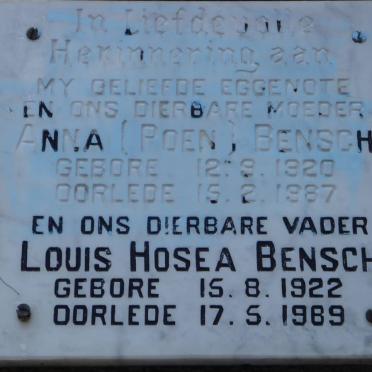 In Liefdevolle
Herinnering aan
MY GELIEFDE EGGENOTE
EN ONS DIERBARE MOEDER
ANNA (POEN) BENSCH
GEBORE 12.9.1920
OORLEDE 15.2.1987
EN ONS DIERBARE VADER
LOUIS HOSEA BENSCH
GEBORE 15.8.1922
OORLEDE 17.5.1989